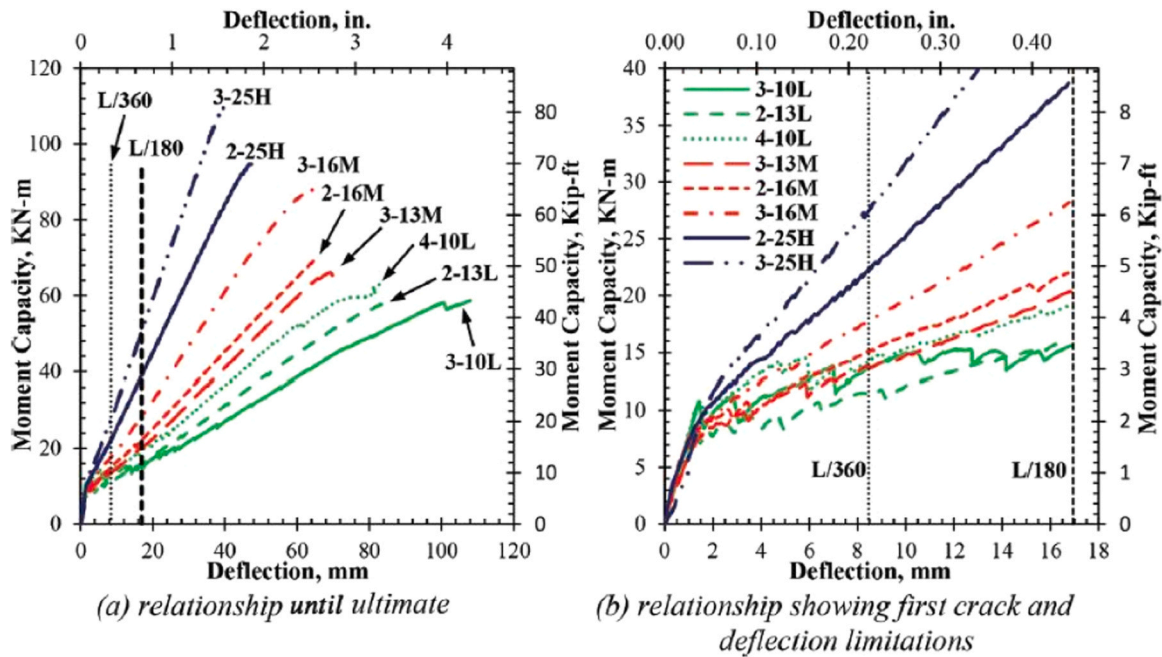 Deflection, in.
0 1 2 3 4
120
100
80
60
40
20
0
Moment Capacity, KN-m
L/360
L/180
3-25H
2-25H
3-16M
2-16M
3-13M
4-10L
2-13L
3-10L
80
70
60
50
40
30
20
10
0
Moment Capacity, Kip-ft
0 20 40 60 80 100 120
Deflection, mm
(a) relationship until ultimate
Deflection, in.
0.00 0.10 0.20 0.30 0.40
40
35
30
25
20
15
10
5
0
Moment Capacity, KN-m
3-10L
2-13L
4-10L
3-13M
2-16M
3-16M
2-25H
3-25H
L/360
L/180
8
7
6
5
4
3
2
1
0
Moment Capacity, Kip-ft
0 2 4 6 8 10 12 14 16 18
Deflection, mm
(b) relationship showing first crack and
deflection limitations